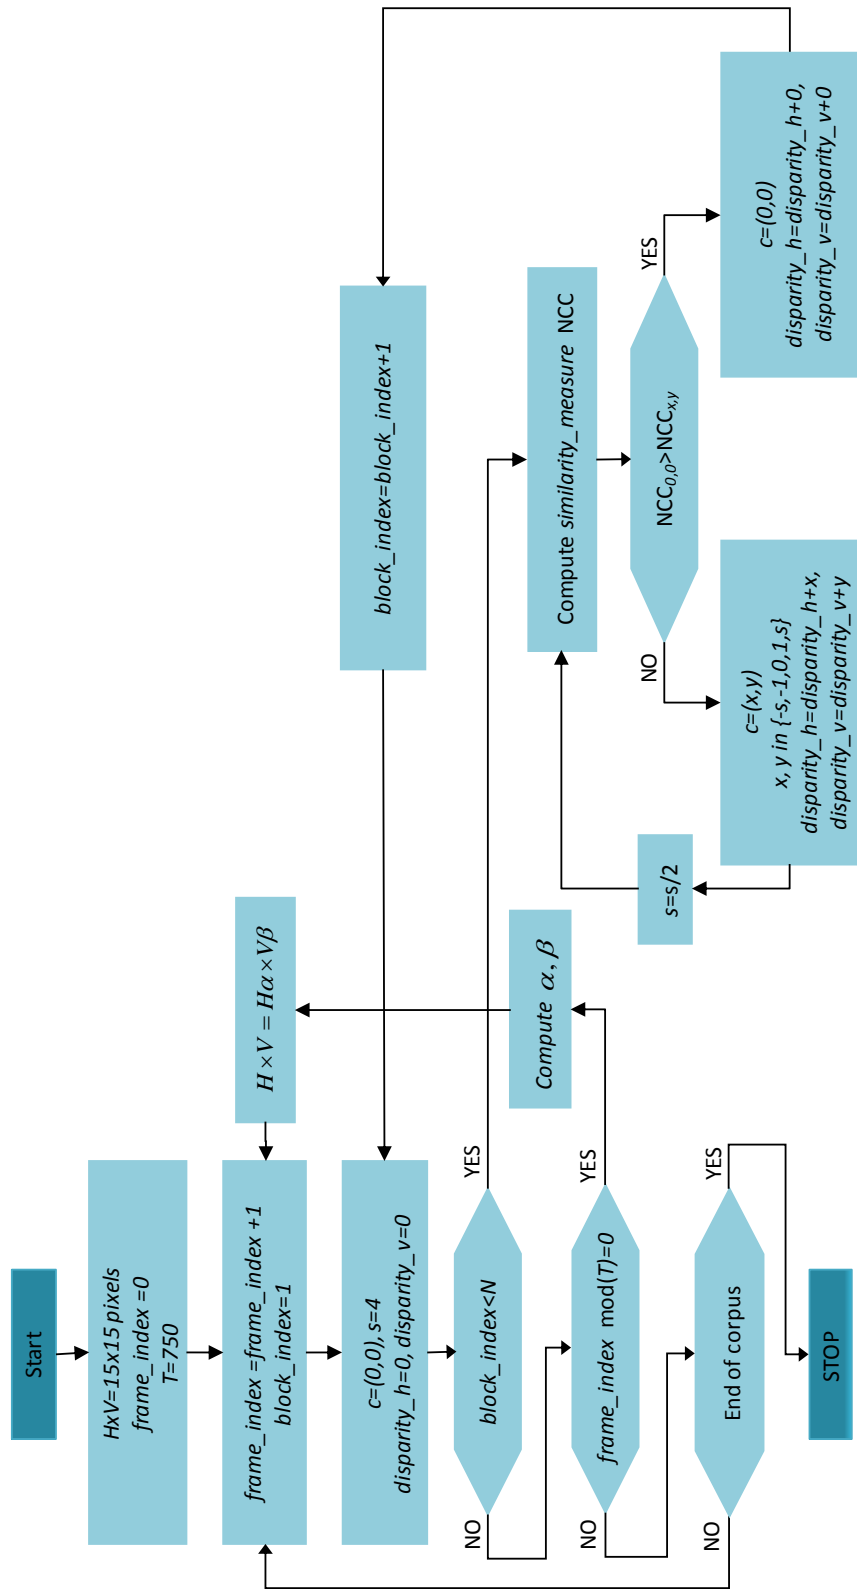 Start
HxV=15x15 pixels
frame_index =0
T=750
frame_index =frame_index +1
block_index=1
c=(0,0), s=4
disparity_h=0, disparity_v=0
block_index<N
NO
YES
frame_index mod(T)=0
NO
YES
End of corpus
NO
YES
STOP
H×V = Hα×Vβ
Compute α, β
block_index=block_index+1
Compute similarity_measure NCC
NCC0,0>NCCx,y
NO
YES
s=s/2
c=(x,y)
x, y in {-s,-1,0,1,s}
disparity_h=disparity_h+x,
disparity_v=disparity_v+y
c=(0,0)
disparity_h=disparity_h+0,
disparity_v=disparity_v+0